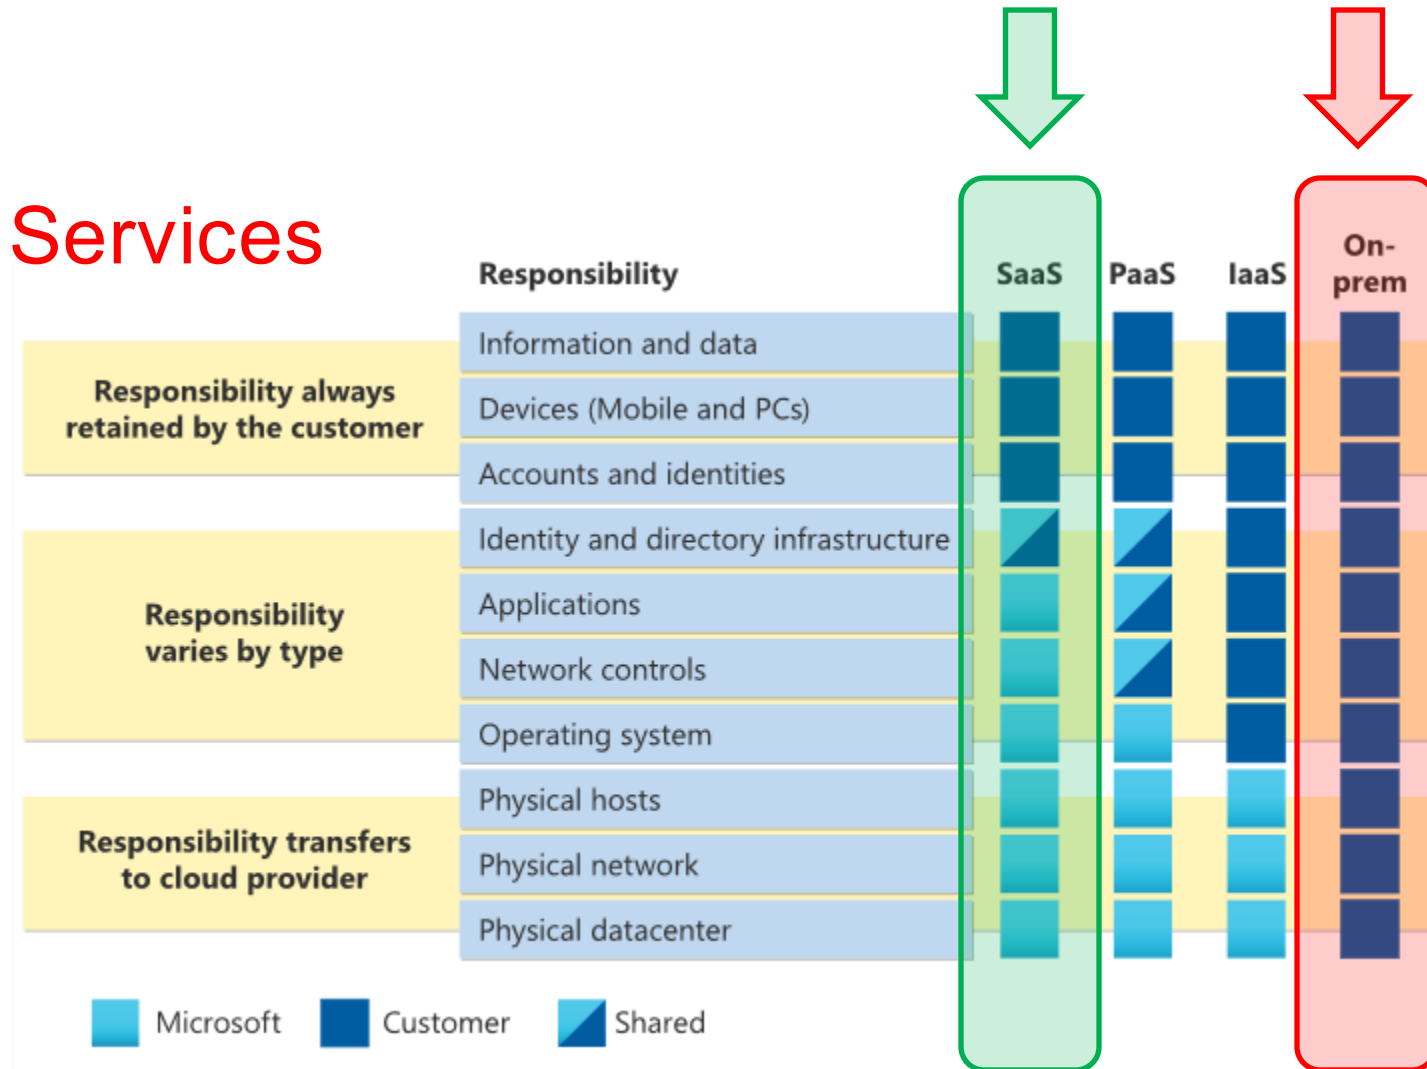 Services
Responsibility SaaS PaaS IaaS On-
prem
Information and data
Responsibility always
retained by the customer
Devices (Mobile and PCs)
Accounts and identities
Identity and directory infrastructure
Responsibility
varies by type
Applications
Network controls
Operating system
Physical hosts
Responsibility transfers
to cloud provider
Physical network
Physical datacenter
Microsoft Customer Shared